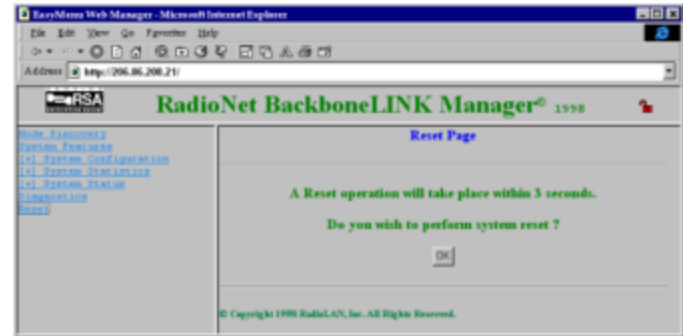 EasyMenu Web Manager - Microsoft Internet Explorer
File Edit View Go Favorites Help
Address http://206.86.200.21/
RSA
RadioNet BackboneLINK Manager© 1998
Node Discovery
System Features
[+] System Configuration
[+] System Statistics
[+] System Status
Diagnostics
Reset
Reset Page
A Reset operation will take place within 3 seconds.
Do you wish to perform system reset ?
OK
© Copyright 1998 RadioLAN, Inc. All Rights Reserved.